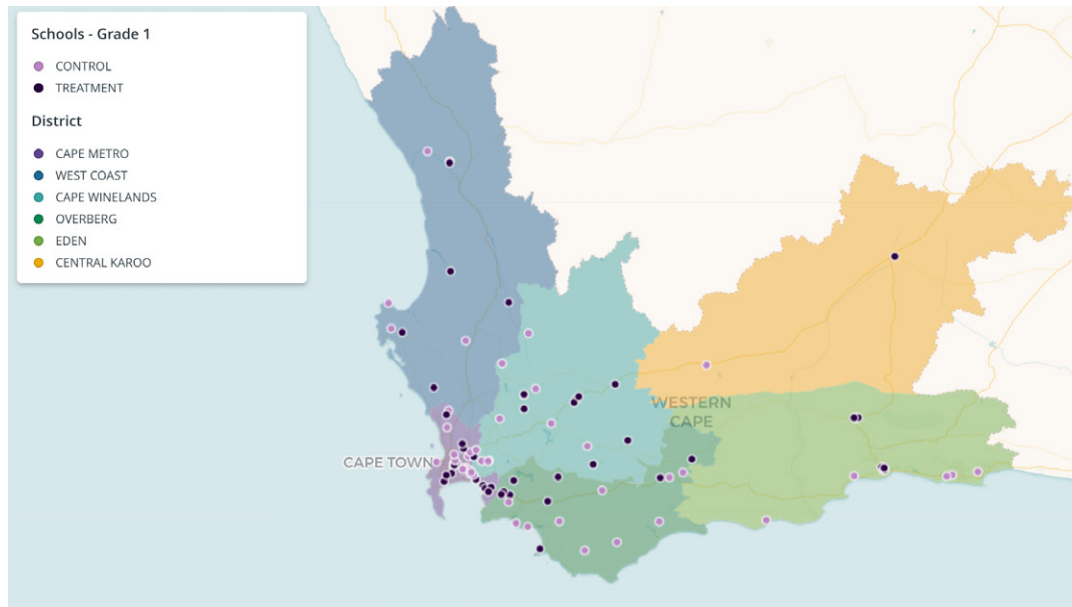 Schools - Grade 1
CONTROL
TREATMENT
District
CAPE METRO
WEST COAST
CAPE WINELANDS
OVERBERG
EDEN
CENTRAL KAROO
WESTERN
CAPE
CAPE TOWN